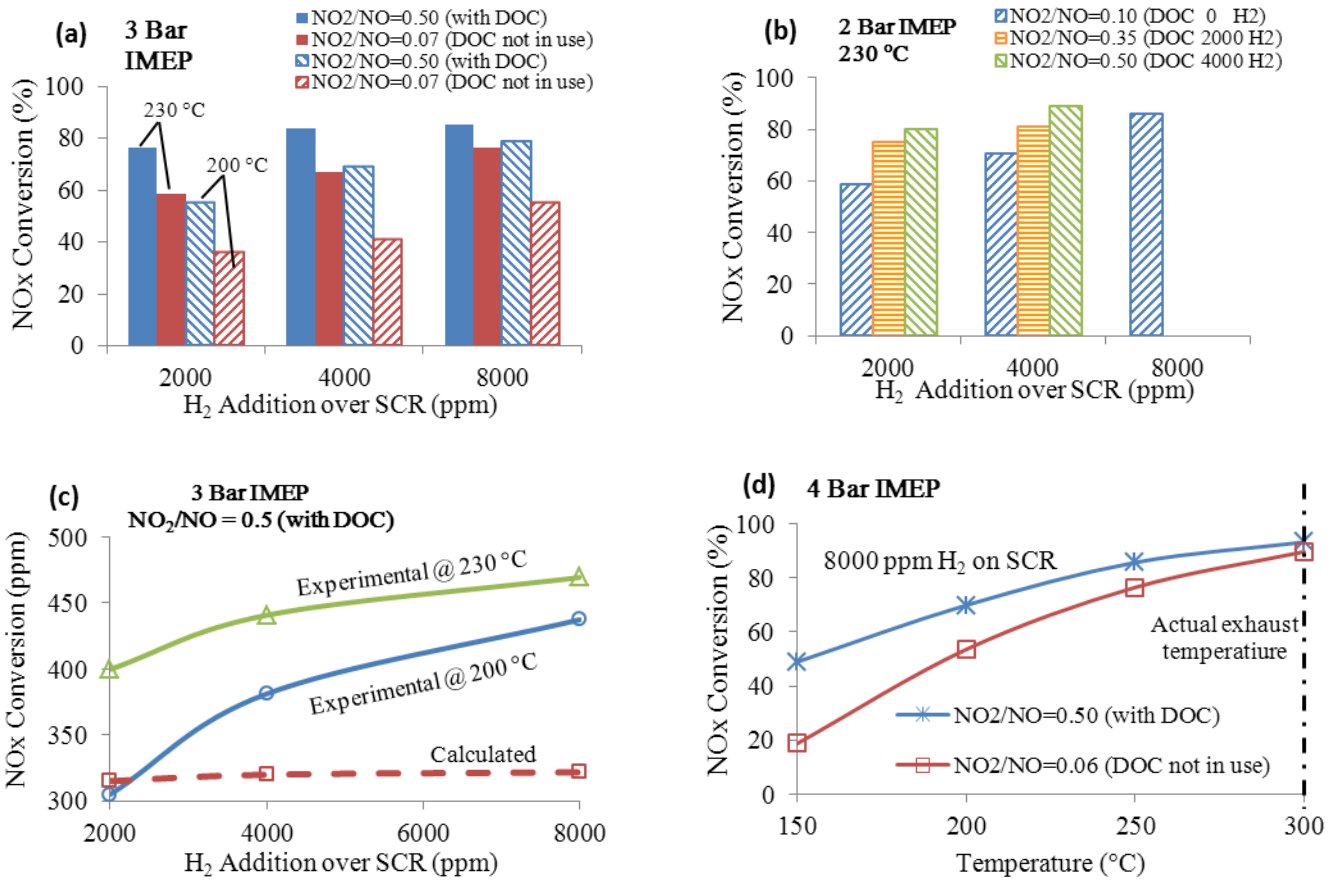 (a)
3 Bar
IMEP
NO2/NO=0.50 (with DOC)
NO2/NO=0.07 (DOC not in use)
NO2/NO=0.50 (with DOC)
NO2/NO=0.07 (DOC not in use)
NOx Conversion (%)
100
80
60
40
20
0
230 °C
200 °C
2000
4000
8000
H2 Addition over SCR (ppm)
(b)
2 Bar IMEP
230 °C
NO2/NO=0.10 (DOC 0 H2)
NO2/NO=0.35 (DOC 2000 H2)
NO2/NO=0.50 (DOC 4000 H2)
NOx Conversion (%)
100
80
60
40
20
0
2000
4000
8000
H2 Addition over SCR (ppm)
(c)
3 Bar IMEP
NO2/NO = 0.5 (with DOC)
NOx Conversion (ppm)
500
450
400
350
300
Experimental @ 230 °C
Experimental @ 200 °C
Calculated
2000
4000
6000
8000
H2 Addition over SCR (ppm)
(d)
4 Bar IMEP
NOx Conversion (%)
100
80
60
40
20
0
8000 ppm H2 on SCR
Actual exhaust
temperatiure
NO2/NO=0.50 (with DOC)
NO2/NO=0.06 (DOC not in use)
150
200
250
300
Temperature (°C)